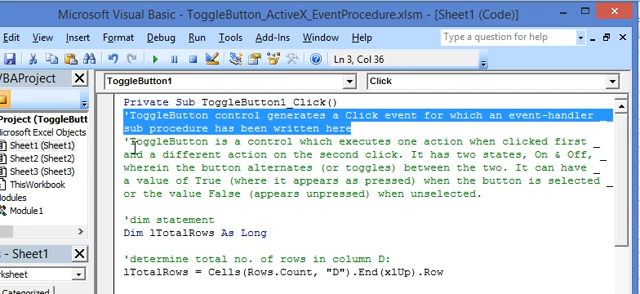 Microsoft Visual Basic - ToggleButton_ActiveX_EventProcedure.xlsm - [Sheet1 (Code)]
Edit View Insert Format Debug Run Tools Add-Ins Window Help
Type a question for help
Ln 3, Col 36
VBAProject
ToggleButton1
Click
Project (ToggleButt
Microsoft Excel Objects
Sheet1 (Sheet1)
Sheet2 (Sheet2)
Sheet3 (Sheet3)
ThisWorkbook
Modules
Module1
- Sheet1
ksheet
Categorized
Private Sub ToggleButton1_Click()
'ToggleButton control generates a Click event for which an event-handler _
sub procedure has been written here
'ToggleButton is a control which executes one action when clicked first _
and a different action on the second click. It has two states, On & Off, _
wherein the button alternates (or toggles) between the two. It can have _
a value of True (where it appears as pressed) when the button is selected _
or the value False (appears unpressed) when unselected.
'dim statement
Dim lTotalRows As Long
'determine total no. of rows in column D:
lTotalRows = Cells(Rows.Count, "D").End(xlUp).Row